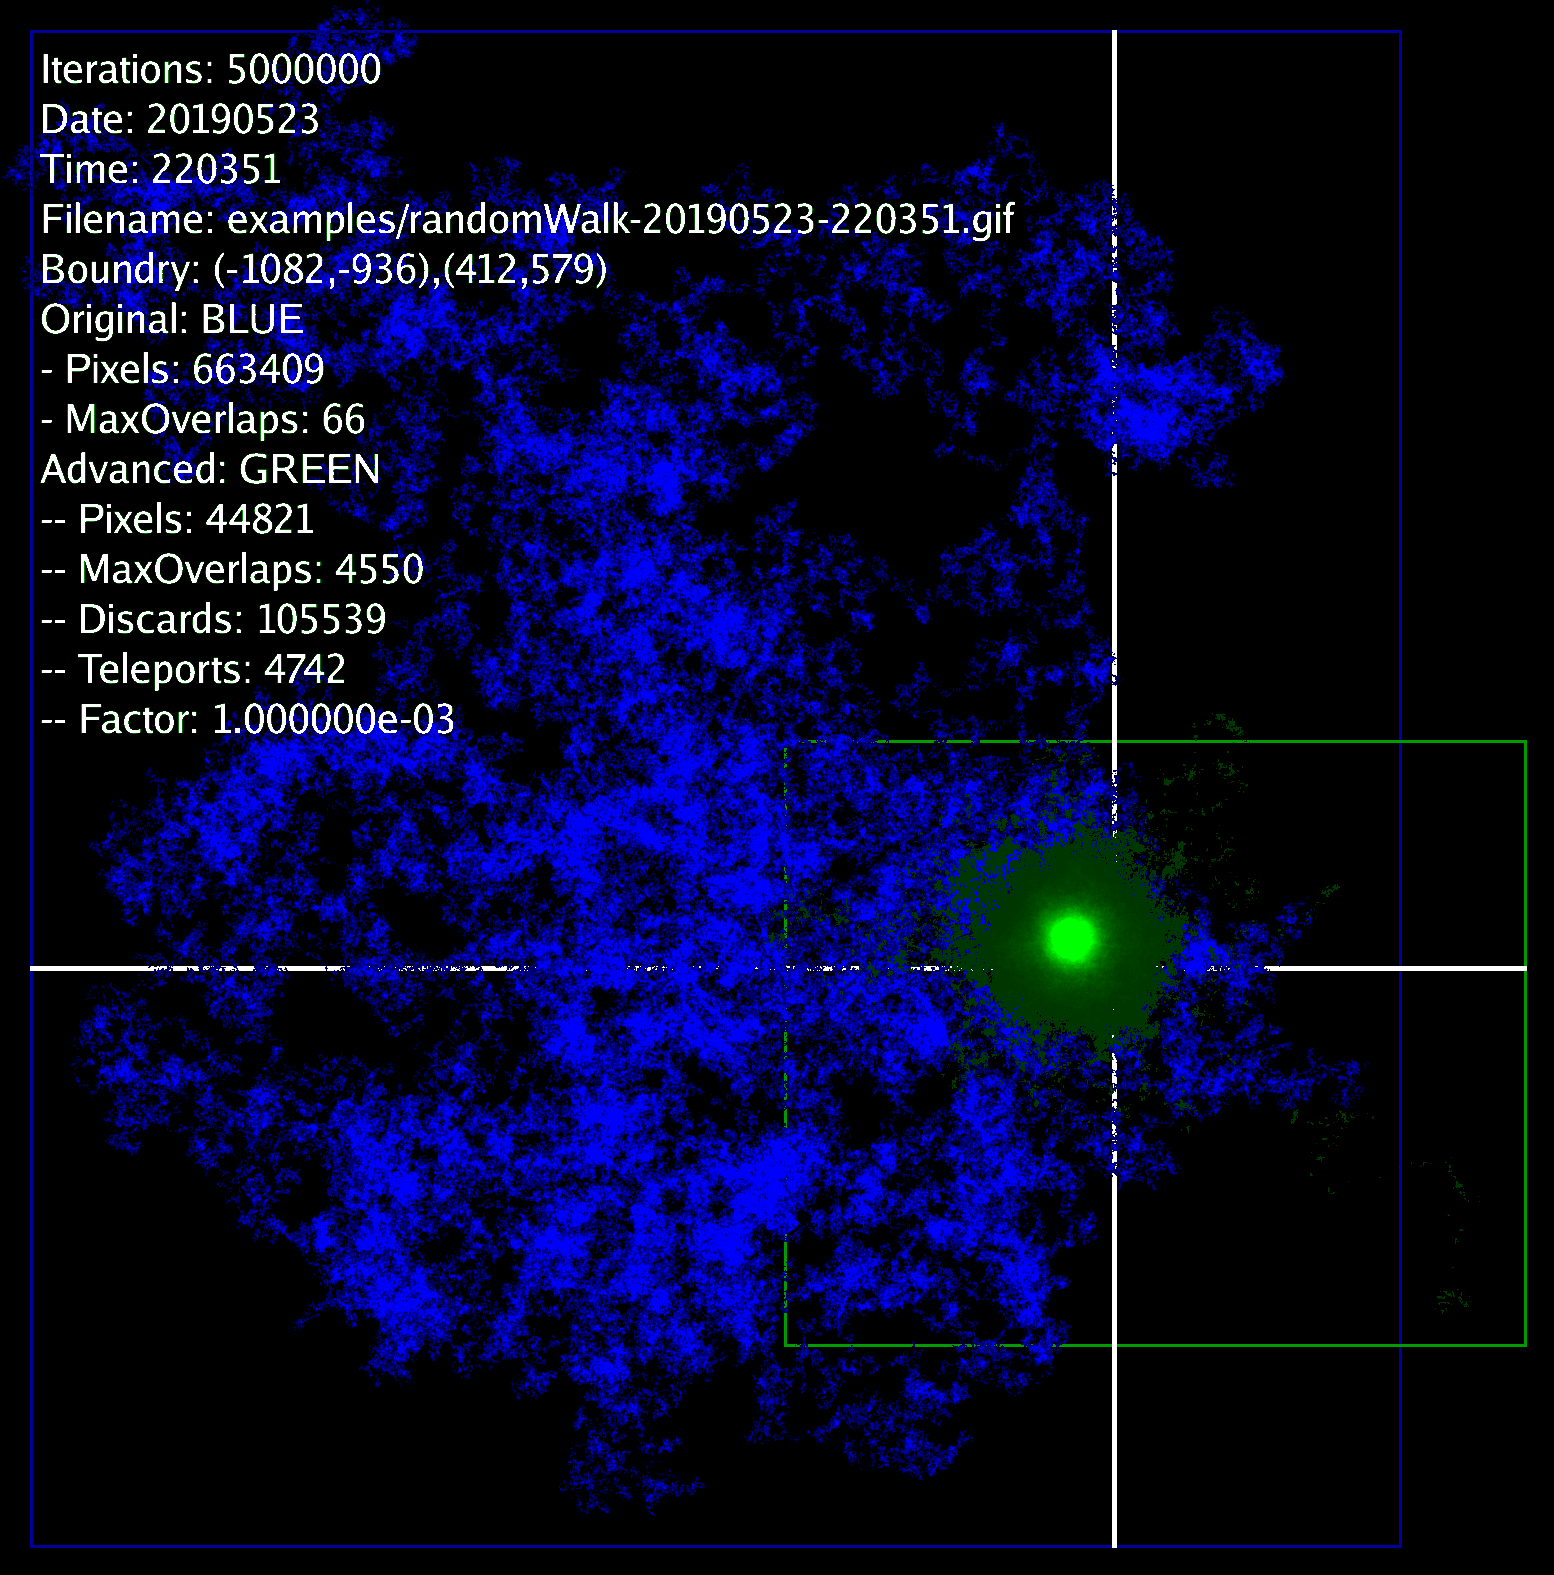 Iterations: 5000000
Date: 20190523
Time: 220351
Filename: examples/randomWalk-20190523-220351.gif
Boundry: (-1082,-936),(412,579)
Original: BLUE
- Pixels: 663409
- MaxOverlaps: 66
Advanced: GREEN
-- Pixels: 44821
-- MaxOverlaps: 4550
-- Discards: 105539
-- Teleports: 4742
-- Factor: 1.000000e-03